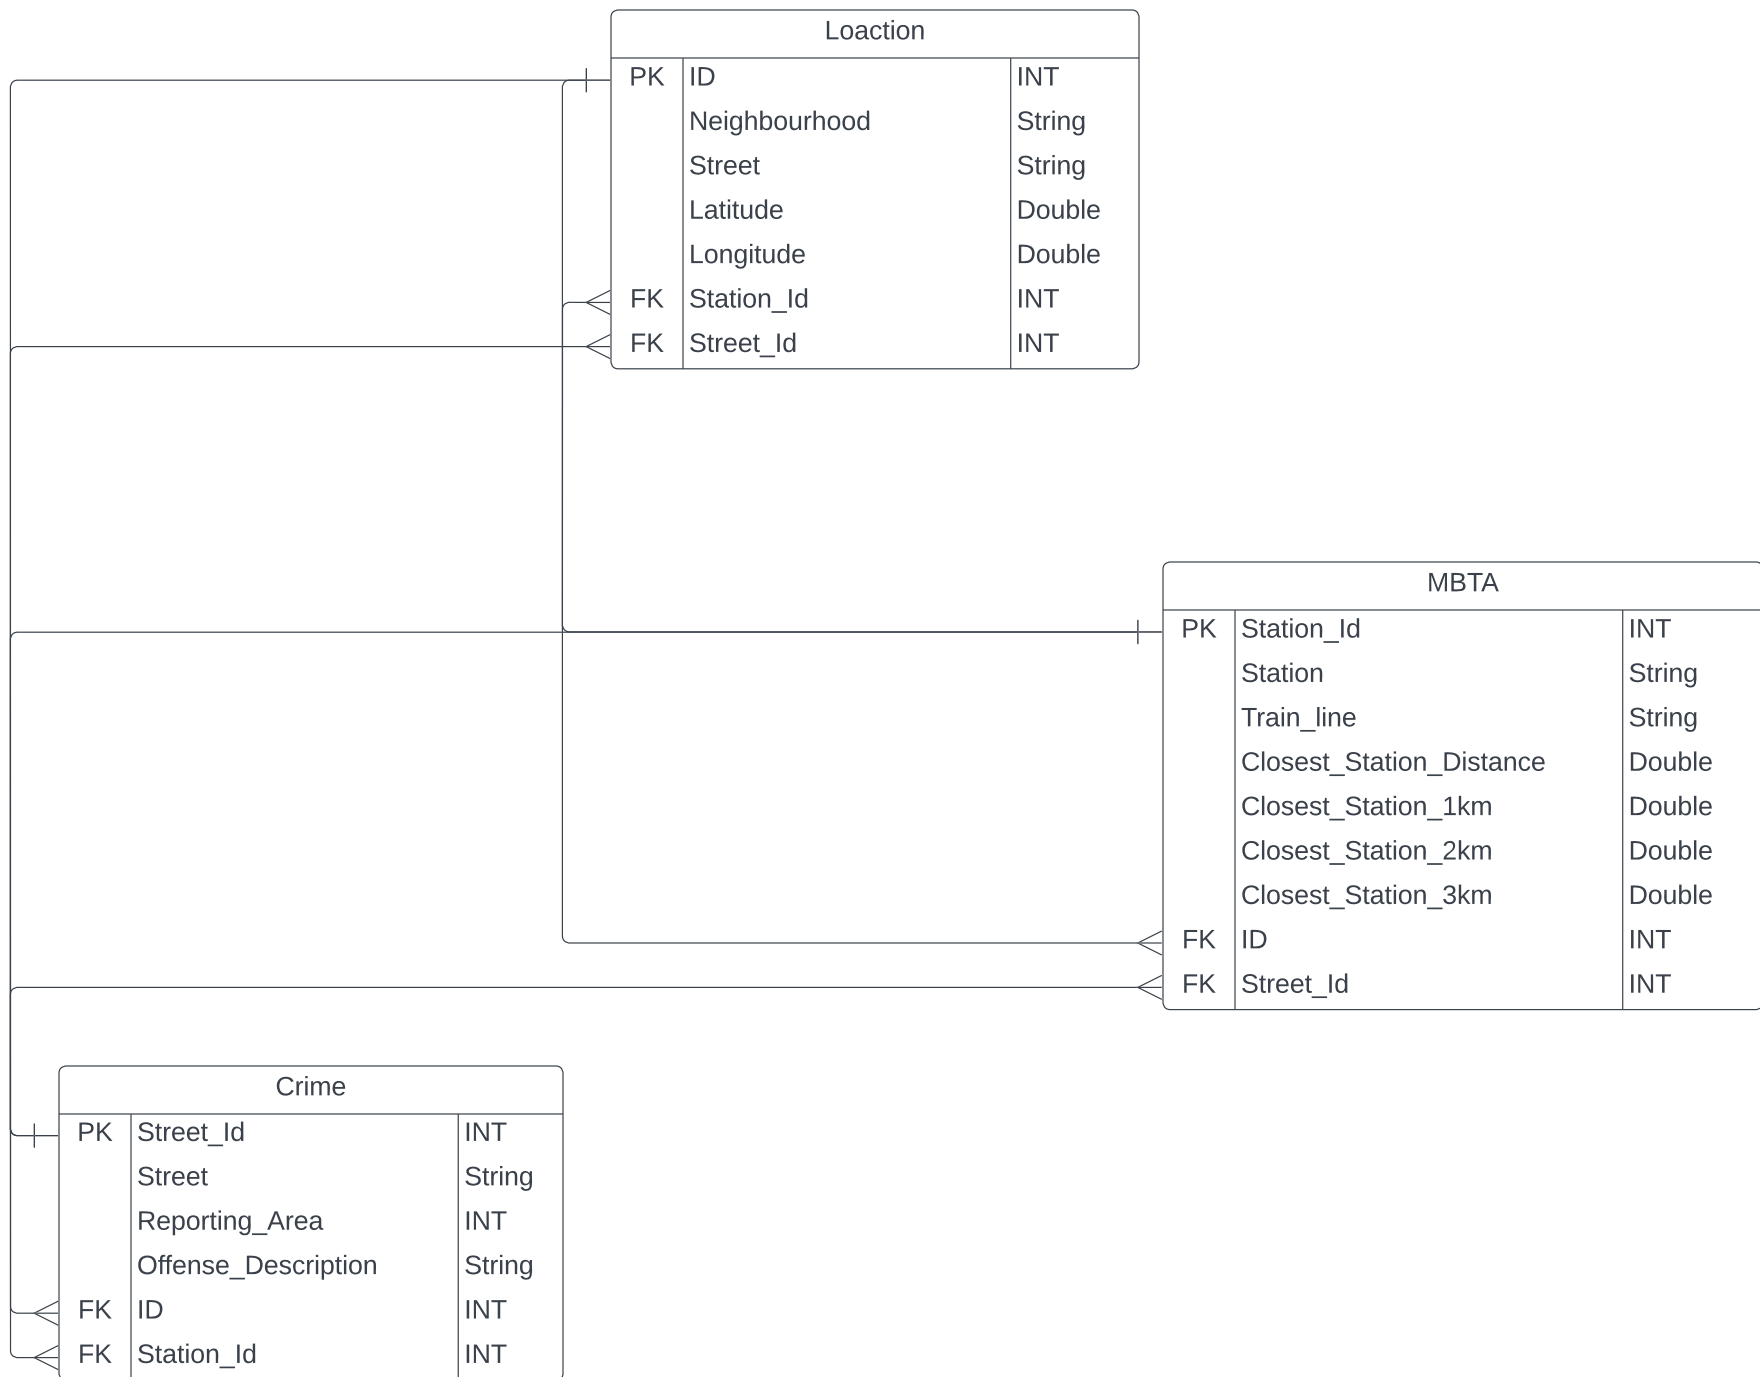 Loaction
PK ID INT
Neighbourhood String
Street String
Latitude Double
Longitude Double
FK Station_Id INT
FK Street_Id INT
MBTA
PK Station_Id INT
Station String
Train_line String
Closest_Station_Distance Double
Closest_Station_1km Double
Closest_Station_2km Double
Closest_Station_3km Double
FK ID INT
FK Street_Id INT
Crime
PK Street_Id INT
Street String
Reporting_Area INT
Offense_Description String
FK ID INT
FK Station_Id INT